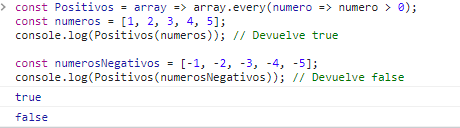 > const Positivos = array => array.every(numero => numero > 0);
const numeros = [1, 2, 3, 4, 5];
console.log(Positivos(numeros)); // Devuelve true
const numerosNegativos = [-1, -2, -3, -4, -5];
console.log(Positivos(numerosNegativos)); // Devuelve false
true
false